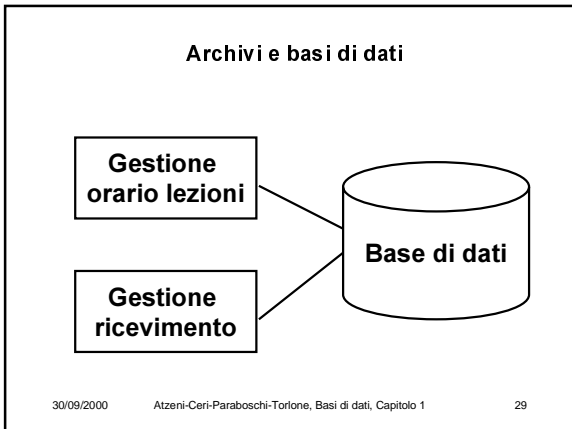 Archivi e basi di dati
Gestione
orario lezioni
Base di dati
Gestione
ricevimento
30/09/2000 Atzeni-Ceri-Paraboschi-Torlone, Basi di dati, Capitolo 1 29